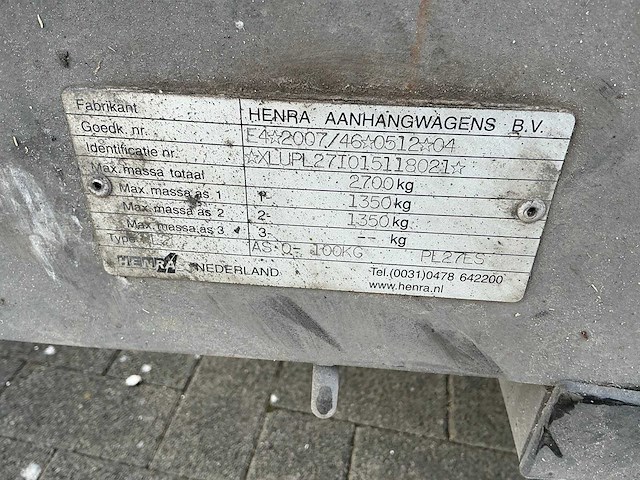 Fabrikant HENRA AANHANGWAGENS B.V.
Goedk. nr. E4☆2007/46☆0512☆04
Identificatie nr. ☆XLUPL27I015118021☆
Max. massa totaal 2700 kg
Max. massa as 1 1- 1350 kg
Max. massa as 2 2- 1350 kg
Max. massa as 3 3- -- kg
Type AS 0- 100KG PL27ES
HENRA NEDERLAND Tel.(0031)0478 642200
www.henra.nl